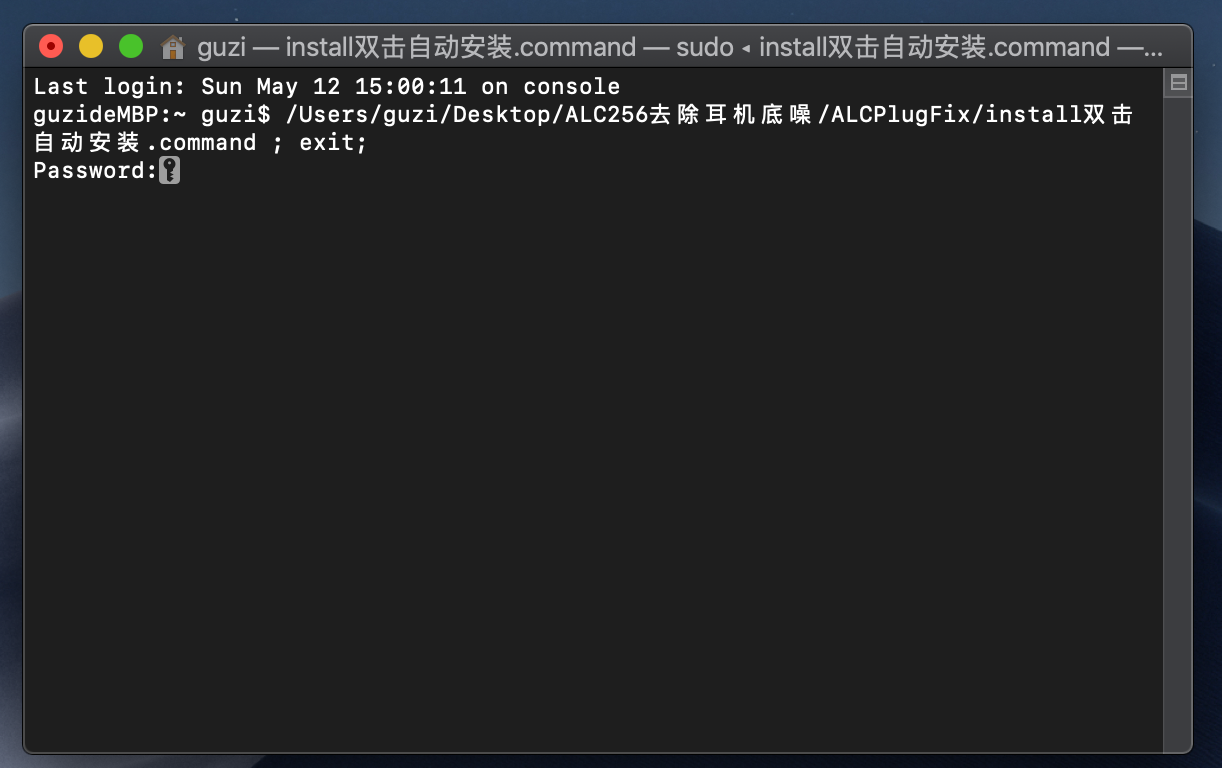 guzi — install双击自动安装.command — sudo ◂ install双击自动安装.command —...
Last login: Sun May 12 15:00:11 on console
guzideMBP:~ guzi$ /Users/guzi/Desktop/ALC256去除耳机底噪/ALCPlugFix/install双击
自动安装.command ; exit;
Password: